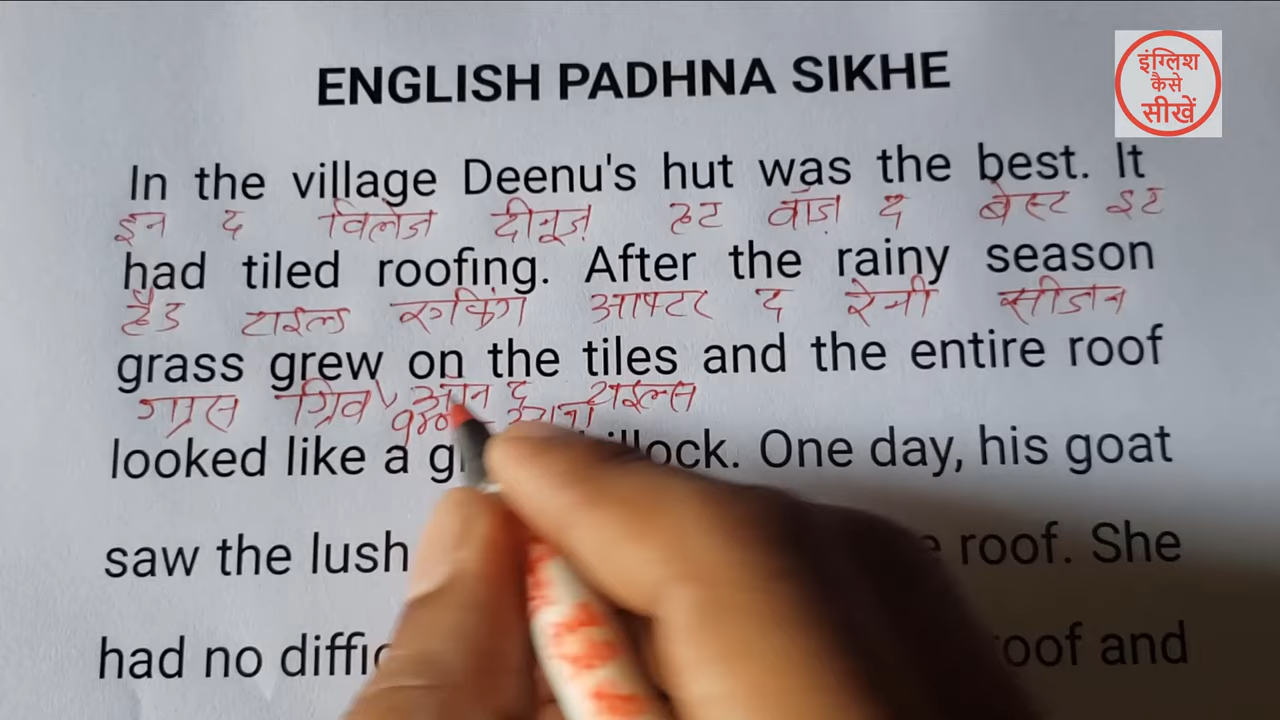 ENGLISH PADHNA SIKHE
इंग्लिश
कैसे
सीखें
In the village Deenu's hut was the best. It
इन द विलेज दीनूज़ हट वॉज़ द बेस्ट इट
had tiled roofing. After the rainy season
हैड टाइल्ड रूफिंग आफ्टर द रेनी सीजन
grass grew on the tiles and the entire roof
ग्रास ग्रिव ऑन द टाइल्स
looked like a ock. One day, his goat
saw the lush roof. She
had no roof and